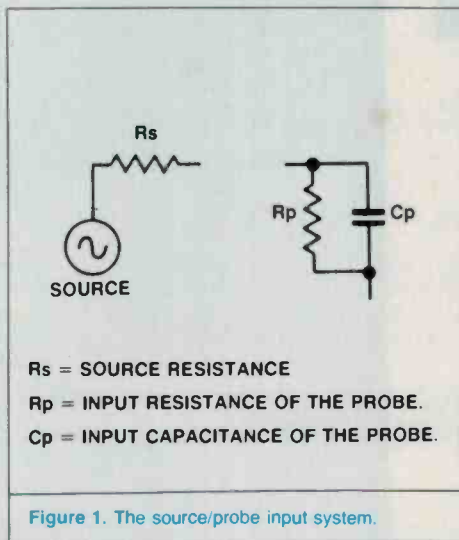 Rs
Rp
Cp
SOURCE
Rs = SOURCE RESISTANCE
Rp = INPUT RESISTANCE OF THE PROBE.
Cp = INPUT CAPACITANCE OF THE PROBE.
Figure 1. The source/probe input system.